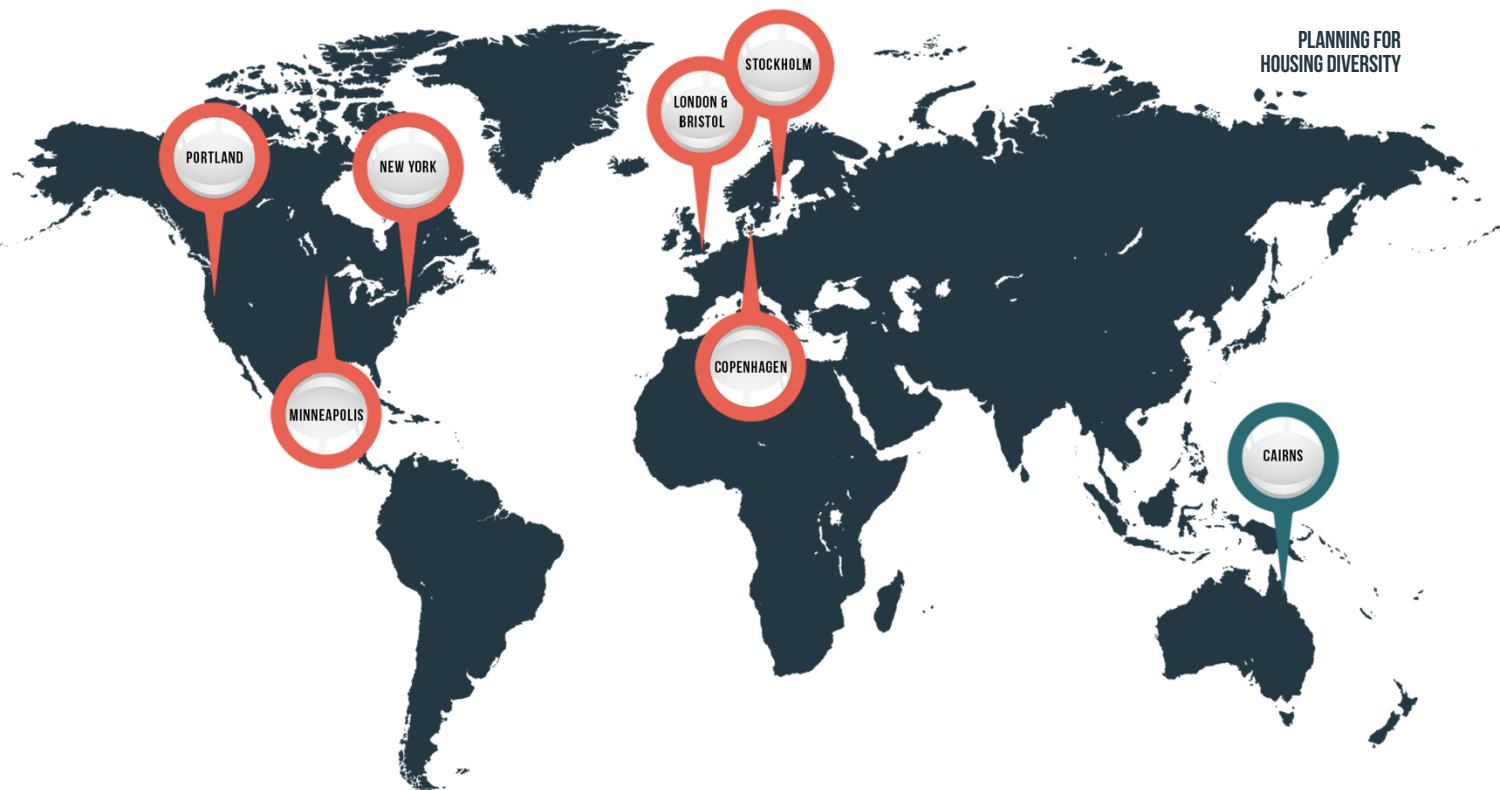 PLANNING FOR
HOUSING DIVERSITY
STOCKHOLM
LONDON &
BRISTOL
PORTLAND
NEW YORK
COPENHAGEN
MINNEAPOLIS
CAIRNS